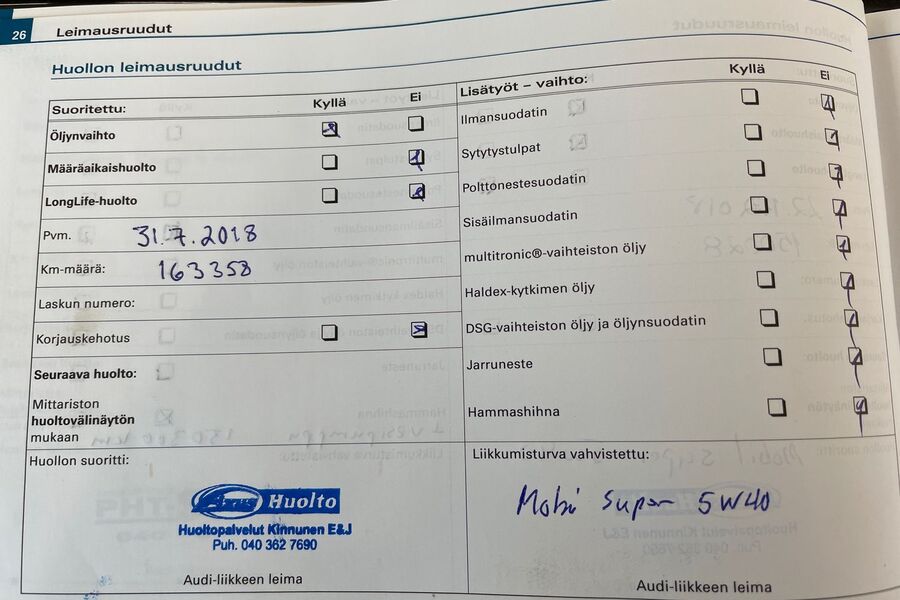 26 Leimausruudut
Huollon leimausruudut
Suoritettu: Kyllä Ei
Öljynvaihto
Määräaikaishuolto
LongLife-huolto
Pvm. 31.7.2018
Km-määrä: 163358
Laskun numero:
Korjauskehotus
Seuraava huolto:
Mittariston
huoltovälinäytön
mukaan
Huollon suoritti:
Huolto
Huoltopalvelut Kinnunen E&J
Puh. 040 362 7690
Audi-liikkeen leima
Lisätyöt – vaihto: Kyllä Ei
Ilmansuodatin
Sytytystulpat
Polttonestesuodatin
Sisäilmansuodatin
multitronic®-vaihteiston öljy
Haldex-kytkimen öljy
DSG-vaihteiston öljy ja öljynsuodatin
Jarruneste
Hammashihna
Liikkumisturva vahvistettu:
Mobi Super 5W40
Audi-liikkeen leima